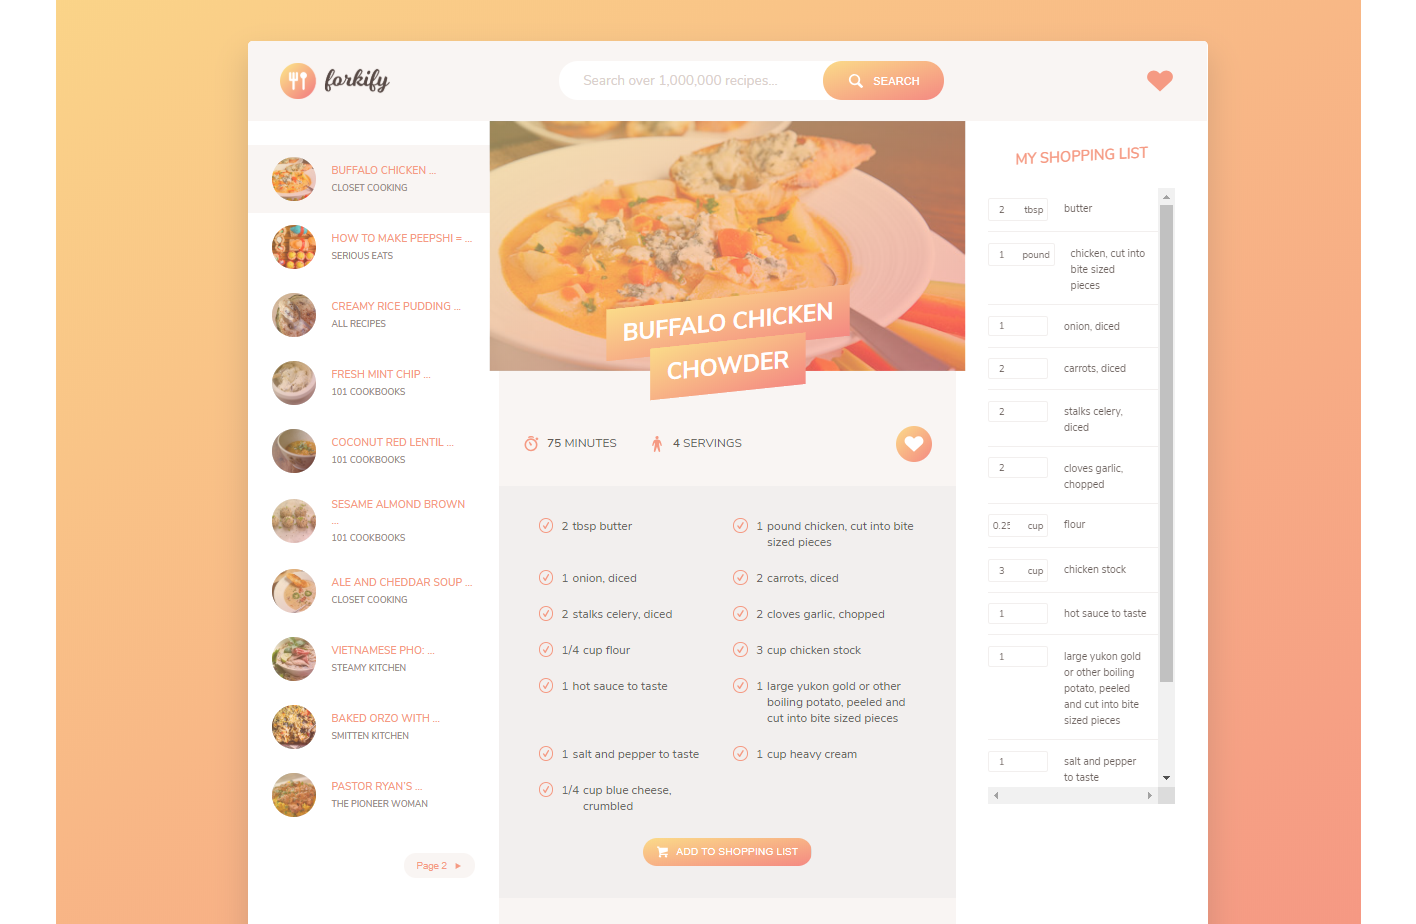 forkify
Search over 1,000,000 recipes...
SEARCH
BUFFALO CHICKEN ...
CLOSET COOKING
HOW TO MAKE PEEPSHI = ...
SERIOUS EATS
CREAMY RICE PUDDING ...
ALL RECIPES
FRESH MINT CHIP ...
101 COOKBOOKS
COCONUT RED LENTIL ...
101 COOKBOOKS
SESAME ALMOND BROWN
...
101 COOKBOOKS
ALE AND CHEDDAR SOUP ...
CLOSET COOKING
VIETNAMESE PHO: ...
STEAMY KITCHEN
BAKED ORZO WITH ...
SMITTEN KITCHEN
PASTOR RYAN'S ...
THE PIONEER WOMAN
Page 2
BUFFALO CHICKEN
CHOWDER
75 MINUTES
4 SERVINGS
2 tbsp butter
1 pound chicken, cut into bite
sized pieces
1 onion, diced
2 carrots, diced
2 stalks celery, diced
2 cloves garlic, chopped
1/4 cup flour
3 cup chicken stock
1 hot sauce to taste
1 large yukon gold or other
boiling potato, peeled and
cut into bite sized pieces
1 salt and pepper to taste
1 cup heavy cream
1/4 cup blue cheese,
crumbled
ADD TO SHOPPING LIST
MY SHOPPING LIST
2 tbsp butter
1 pound chicken, cut into
bite sized
pieces
1 onion, diced
2 carrots, diced
2 stalks celery,
diced
2 cloves garlic,
chopped
0.25 cup flour
3 cup chicken stock
1 hot sauce to taste
1 large yukon gold
or other boiling
potato, peeled
and cut into bite
sized pieces
1 salt and pepper
to taste